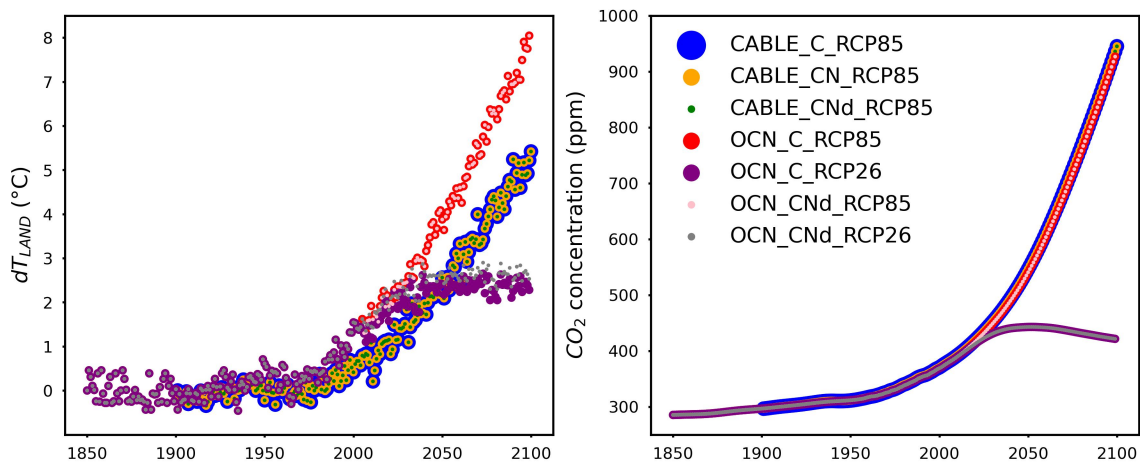 8
7
6
5
4
3
2
1
0
dT_LAND (°C)
1850 1900 1950 2000 2050 2100
1000
900
800
700
600
500
400
300
CO_2 concentration (ppm)
CABLE_C_RCP85
CABLE_CN_RCP85
CABLE_CNd_RCP85
OCN_C_RCP85
OCN_C_RCP26
OCN_CNd_RCP85
OCN_CNd_RCP26
1850 1900 1950 2000 2050 2100